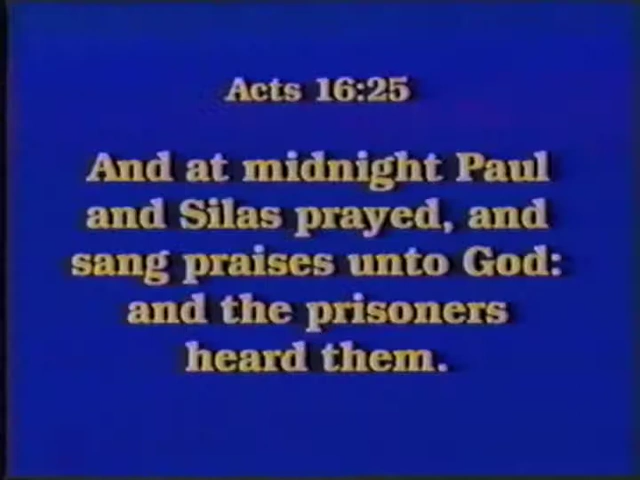 Acts 16:25
And at midnight Paul
and Silas prayed, and
sang praises unto God:
and the prisoners
heard them.